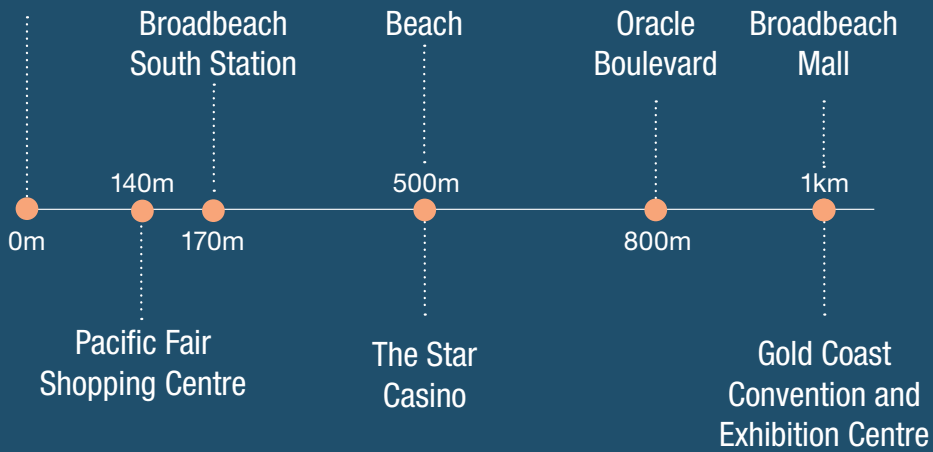 Broadbeach
South Station
Beach
Oracle
Boulevard
Broadbeach
Mall
140m
500m
1km
0m
170m
800m
Pacific Fair
Shopping Centre
The Star
Casino
Gold Coast
Convention and
Exhibition Centre